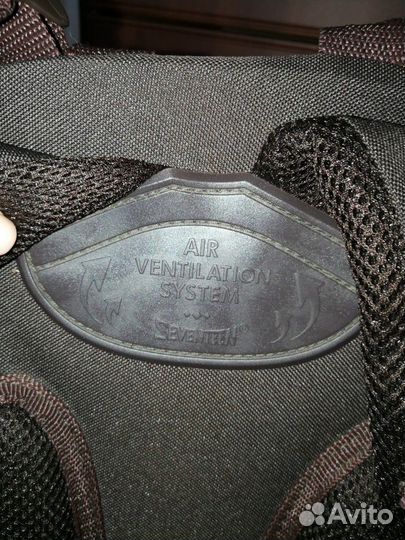 AIR
VENTILATION
SYSTEM
SEVENTEEN®
Avito